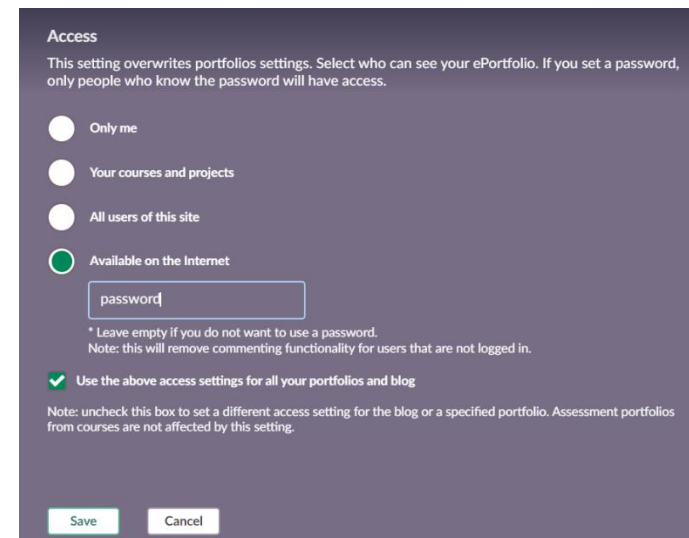 Access
This setting overwrites portfolios settings. Select who can see your ePortfolio. If you set a password,
only people who know the password will have access.
Only me
Your courses and projects
All users of this site
Available on the Internet
password
* Leave empty if you do not want to use a password.
Note: this will remove commenting functionality for users that are not logged in.
Use the above access settings for all your portfolios and blog
Note: uncheck this box to set a different access setting for the blog or a specified portfolio. Assessment portfolios
from courses are not affected by this setting.
Save Cancel